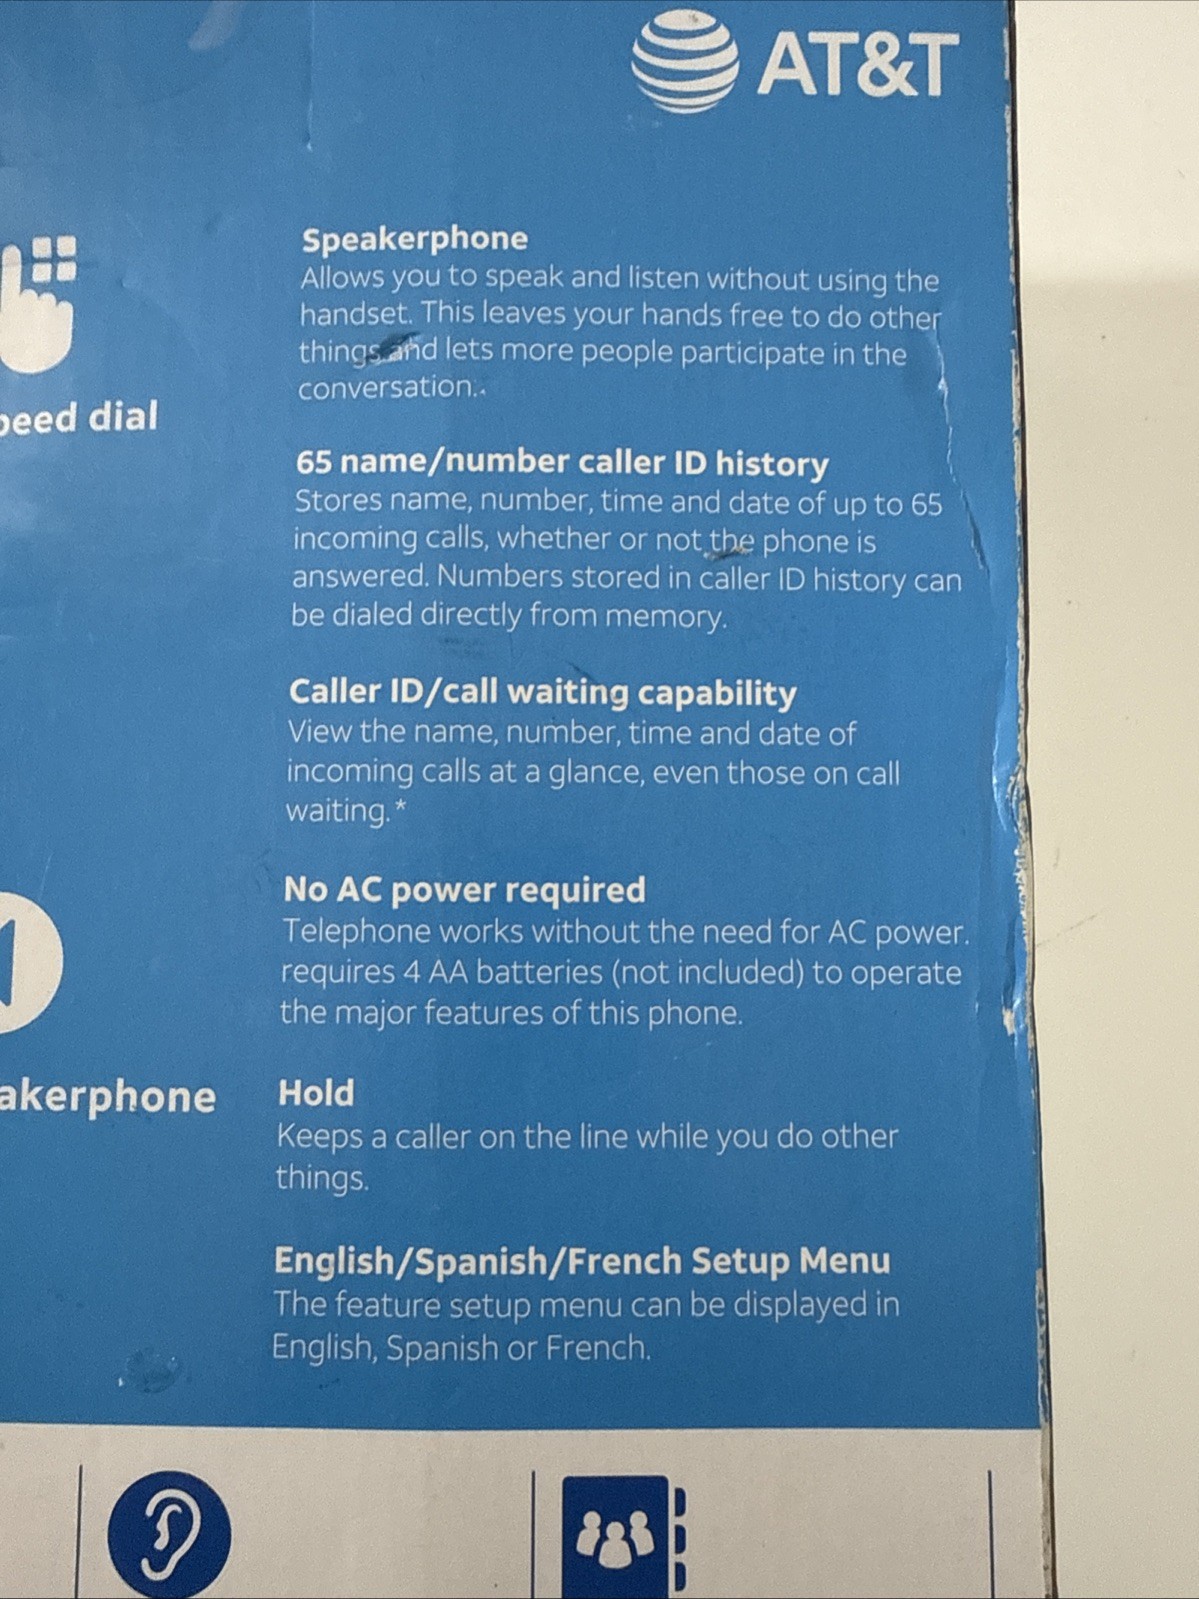 AT&T
Speakerphone
Allows you to speak and listen without using the
handset. This leaves your hands free to do other
things and lets more people participate in the
conversation.
peed dial
65 name/number caller ID history
Stores name, number, time and date of up to 65
incoming calls, whether or not the phone is
answered. Numbers stored in caller ID history can
be dialed directly from memory.
Caller ID/call waiting capability
View the name, number, time and date of
incoming calls at a glance, even those on call
waiting.*
No AC power required
Telephone works without the need for AC power.
requires 4 AA batteries (not included) to operate
the major features of this phone.
akerphone
Hold
Keeps a caller on the line while you do other
things.
English/Spanish/French Setup Menu
The feature setup menu can be displayed in
English, Spanish or French.